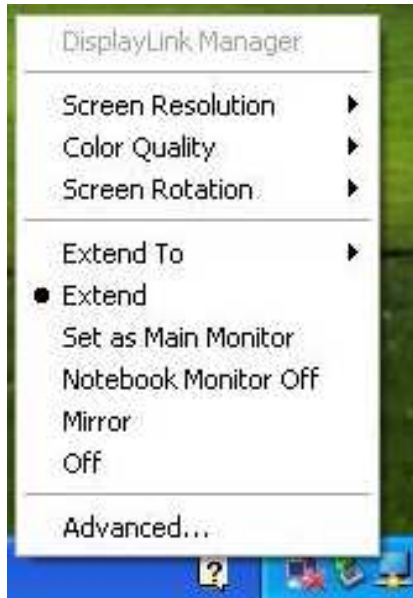 DisplayLink Manager
Screen Resolution
Color Quality
Screen Rotation
Extend To
Extend
Set as Main Monitor
Notebook Monitor Off
Mirror
Off
Advanced...
?